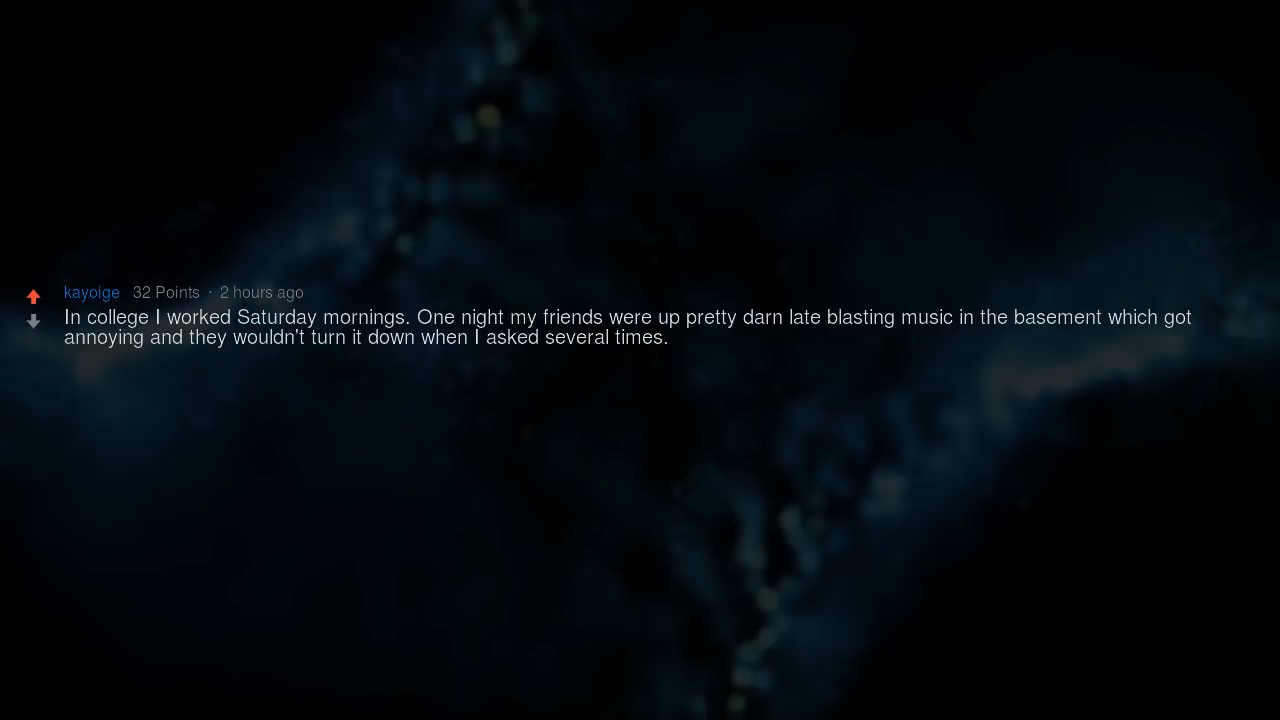 kayoige 32 Points · 2 hours ago
In college I worked Saturday mornings. One night my friends were up pretty darn late blasting music in the basement which got
annoying and they wouldn't turn it down when I asked several times.